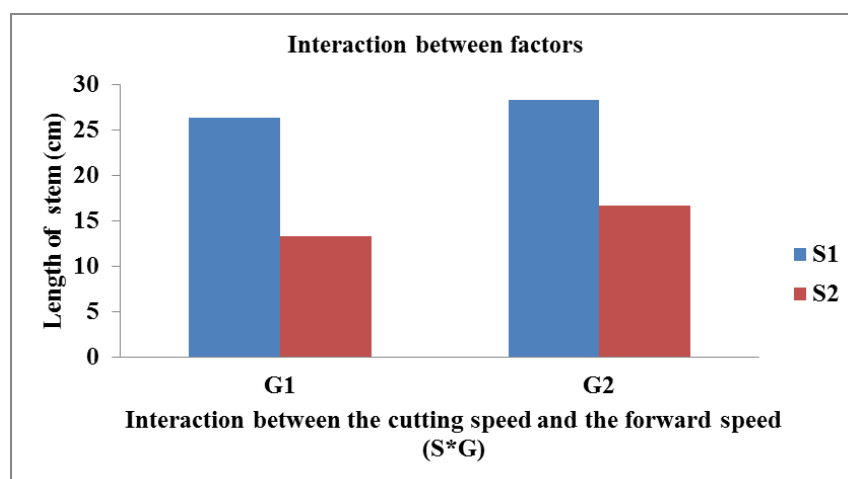 Interaction between factors
30
25
20
15
10
5
0
Length of stem (cm)
G1
G2
S1
S2
Interaction between the cutting speed and the forward speed
(S*G)